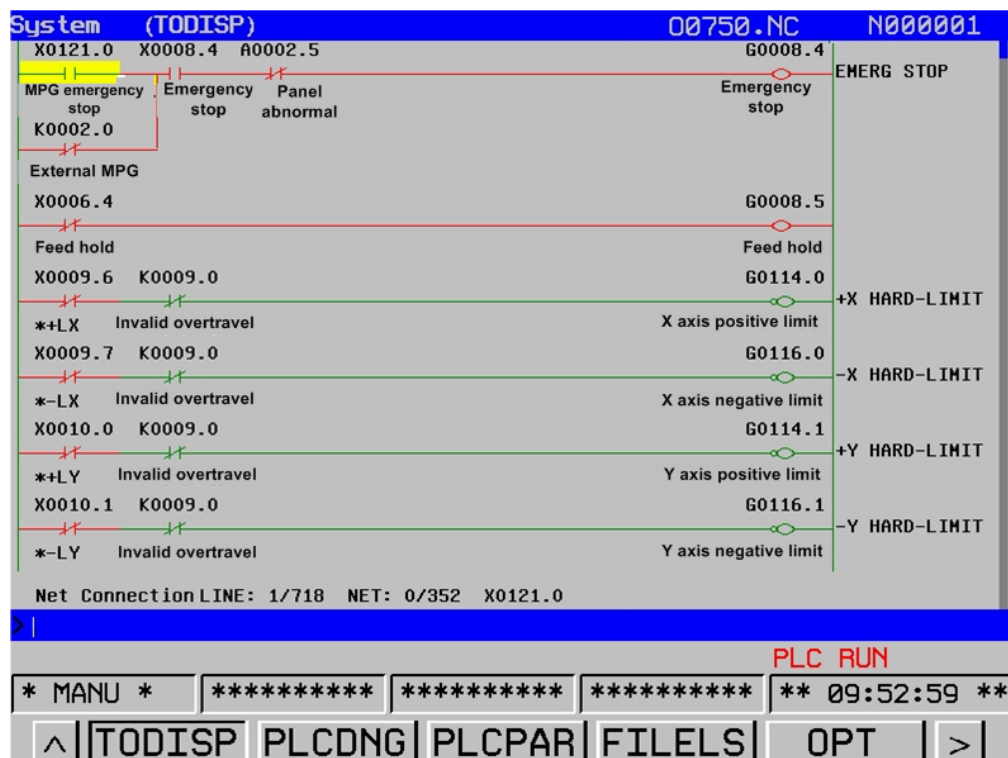 System (TODISP) O0750.NC N000001
X0121.0 X0008.4 A0002.5 G0008.4
EMERG STOP
MPG emergency stop Emergency stop Panel abnormal Emergency stop
K0002.0
External MPG
X0006.4 G0008.5
Feed hold Feed hold
X0009.6 K0009.0 G0114.0
+X HARD-LIMIT
*+LX Invalid overtravel X axis positive limit
X0009.7 K0009.0 G0116.0
-X HARD-LIMIT
*-LX Invalid overtravel X axis negative limit
X0010.0 K0009.0 G0114.1
+Y HARD-LIMIT
*+LY Invalid overtravel Y axis positive limit
X0010.1 K0009.0 G0116.1
-Y HARD-LIMIT
*-LY Invalid overtravel Y axis negative limit
Net Connection LINE: 1/718 NET: 0/352 X0121.0
>
PLC RUN
* MANU * ********** ********** ********** ** 09:52:59 **
^ TODISP PLCDNG PLCPAR FILELS OPT >